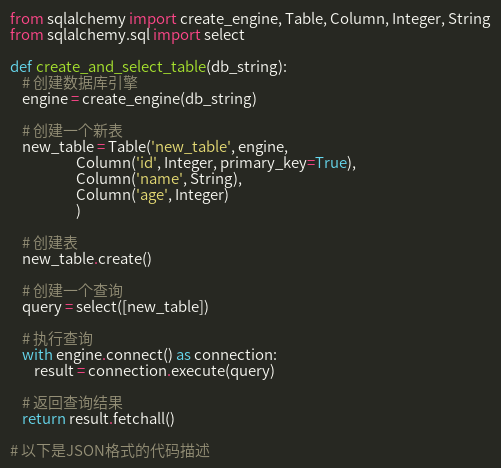 from sqlalchemy import create_engine, Table, Column, Integer, String
from sqlalchemy.sql import select
def create_and_select_table(db_string):
# 创建数据库引擎
engine = create_engine(db_string)
# 创建一个新表
new_table = Table('new_table', engine,
Column('id', Integer, primary_key=True),
Column('name', String),
Column('age', Integer)
)
# 创建表
new_table.create()
# 创建一个查询
query = select([new_table])
# 执行查询
with engine.connect() as connection:
result = connection.execute(query)
# 返回查询结果
return result.fetchall()
# 以下是JSON格式的代码描述